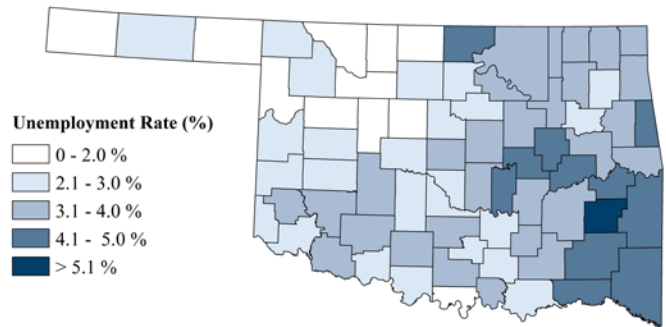 Unemployment Rate (%)
0 - 2.0 %
2.1 - 3.0 %
3.1 - 4.0 %
4.1 -  5.0 %
> 5.1 %